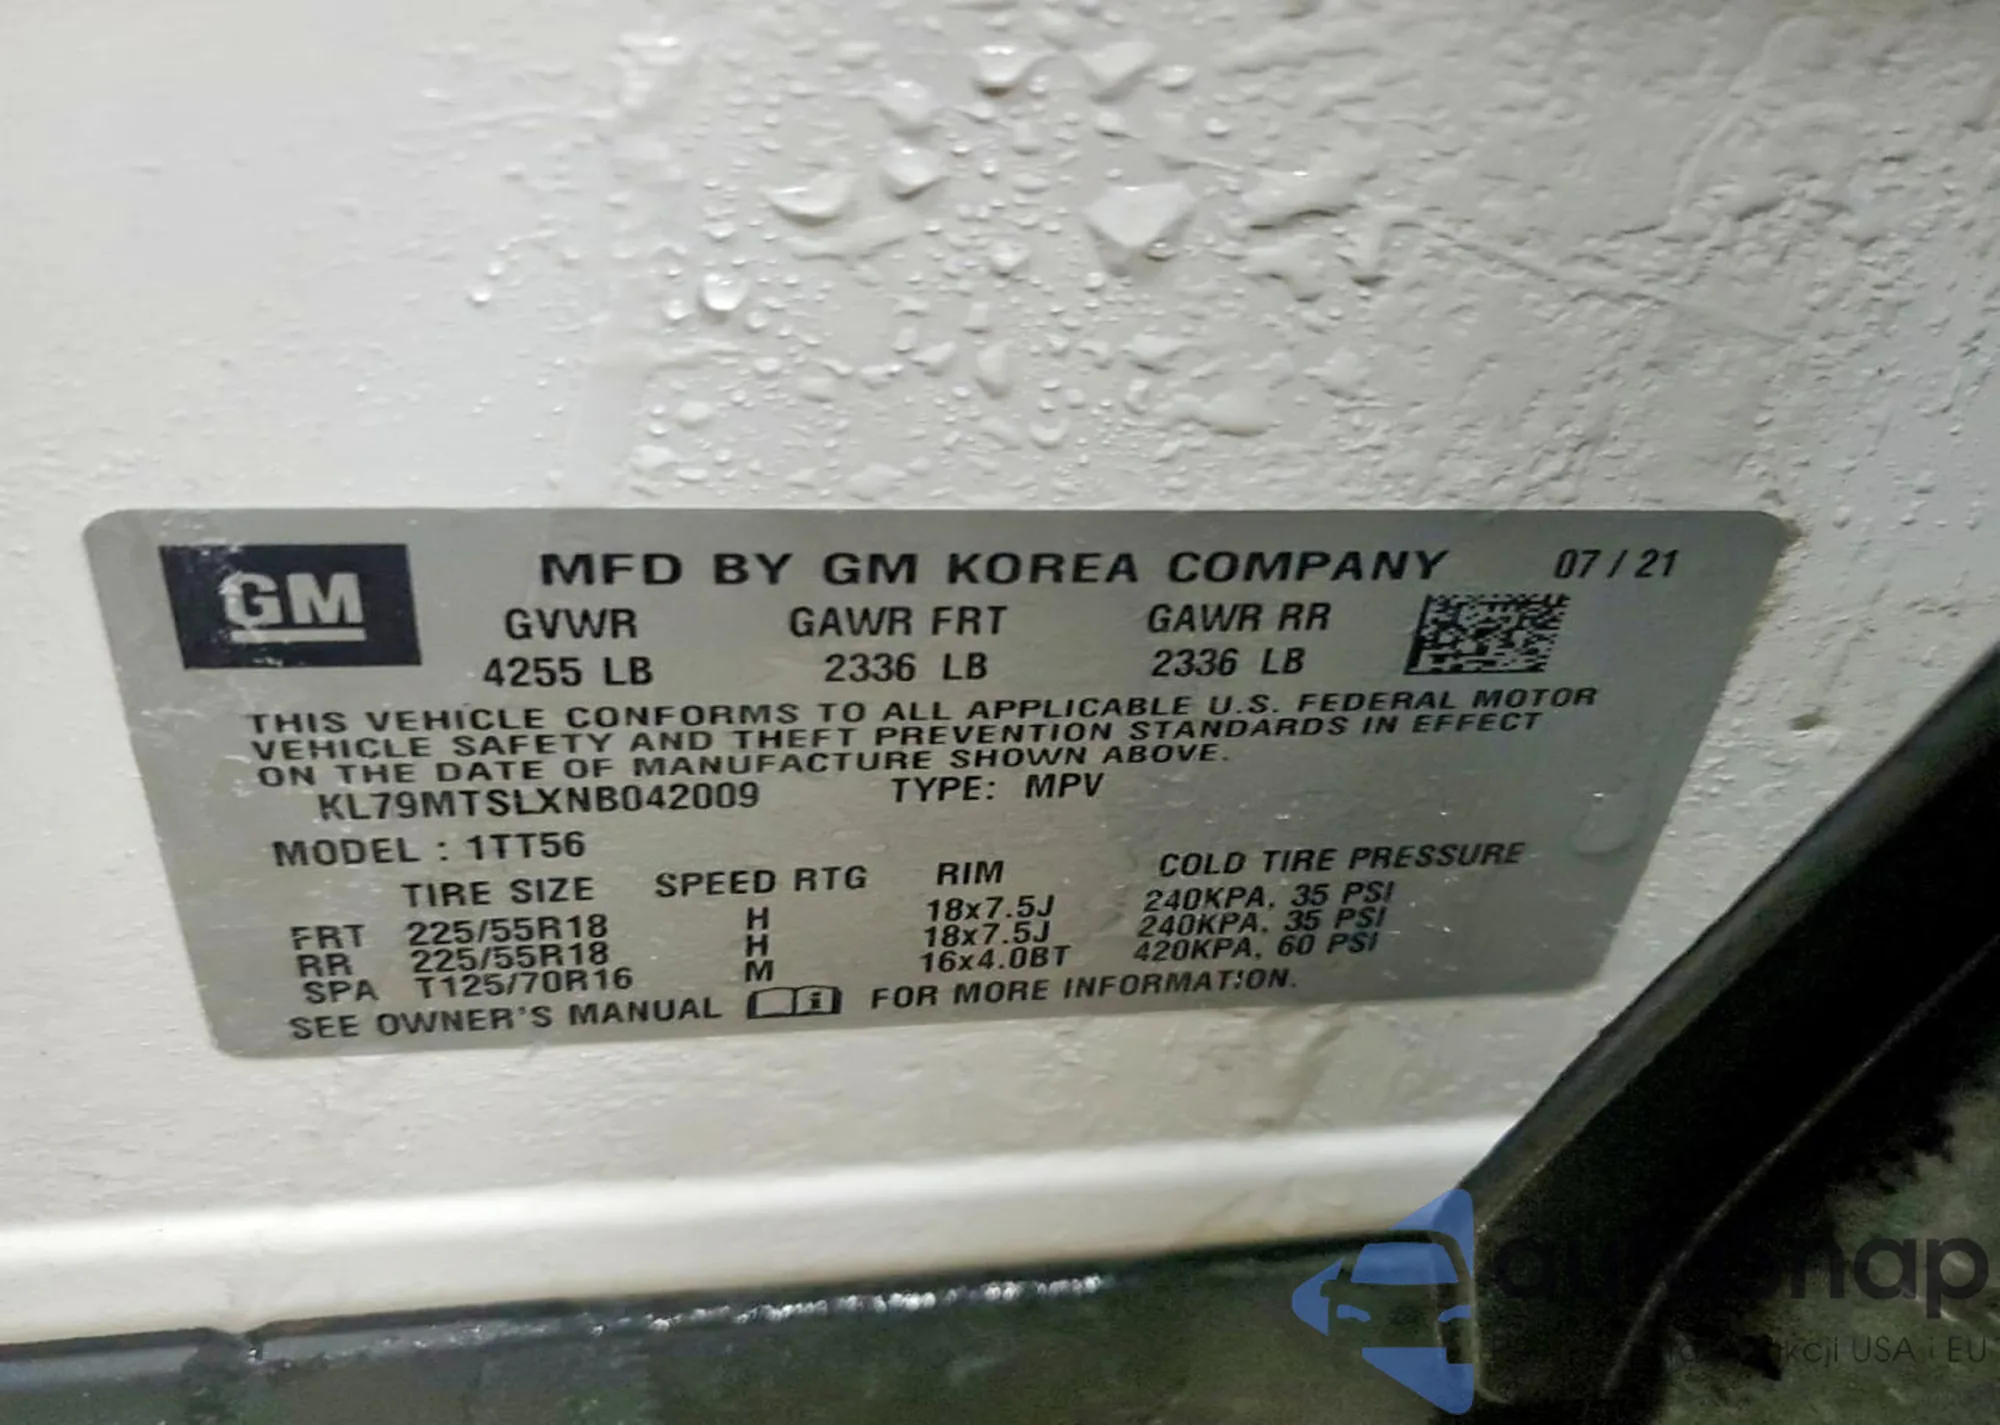 GM
MFD BY GM KOREA COMPANY 07 / 21
GVWR GAWR FRT GAWR RR
4255 LB 2336 LB 2336 LB
THIS VEHICLE CONFORMS TO ALL APPLICABLE U.S. FEDERAL MOTOR
VEHICLE SAFETY AND THEFT PREVENTION STANDARDS IN EFFECT
ON THE DATE OF MANUFACTURE SHOWN ABOVE.
KL79MTSLXNB042009 TYPE: MPV
MODEL : 1TT56
TIRE SIZE SPEED RTG RIM COLD TIRE PRESSURE
FRT 225/55R18 H 18x7.5J 240KPA, 35 PSI
RR 225/55R18 H 18x7.5J 240KPA, 35 PSI
SPA T125/70R16 M 16x4.0BT 420KPA, 60 PSI
SEE OWNER'S MANUAL i FOR MORE INFORMATION.
USA i EU